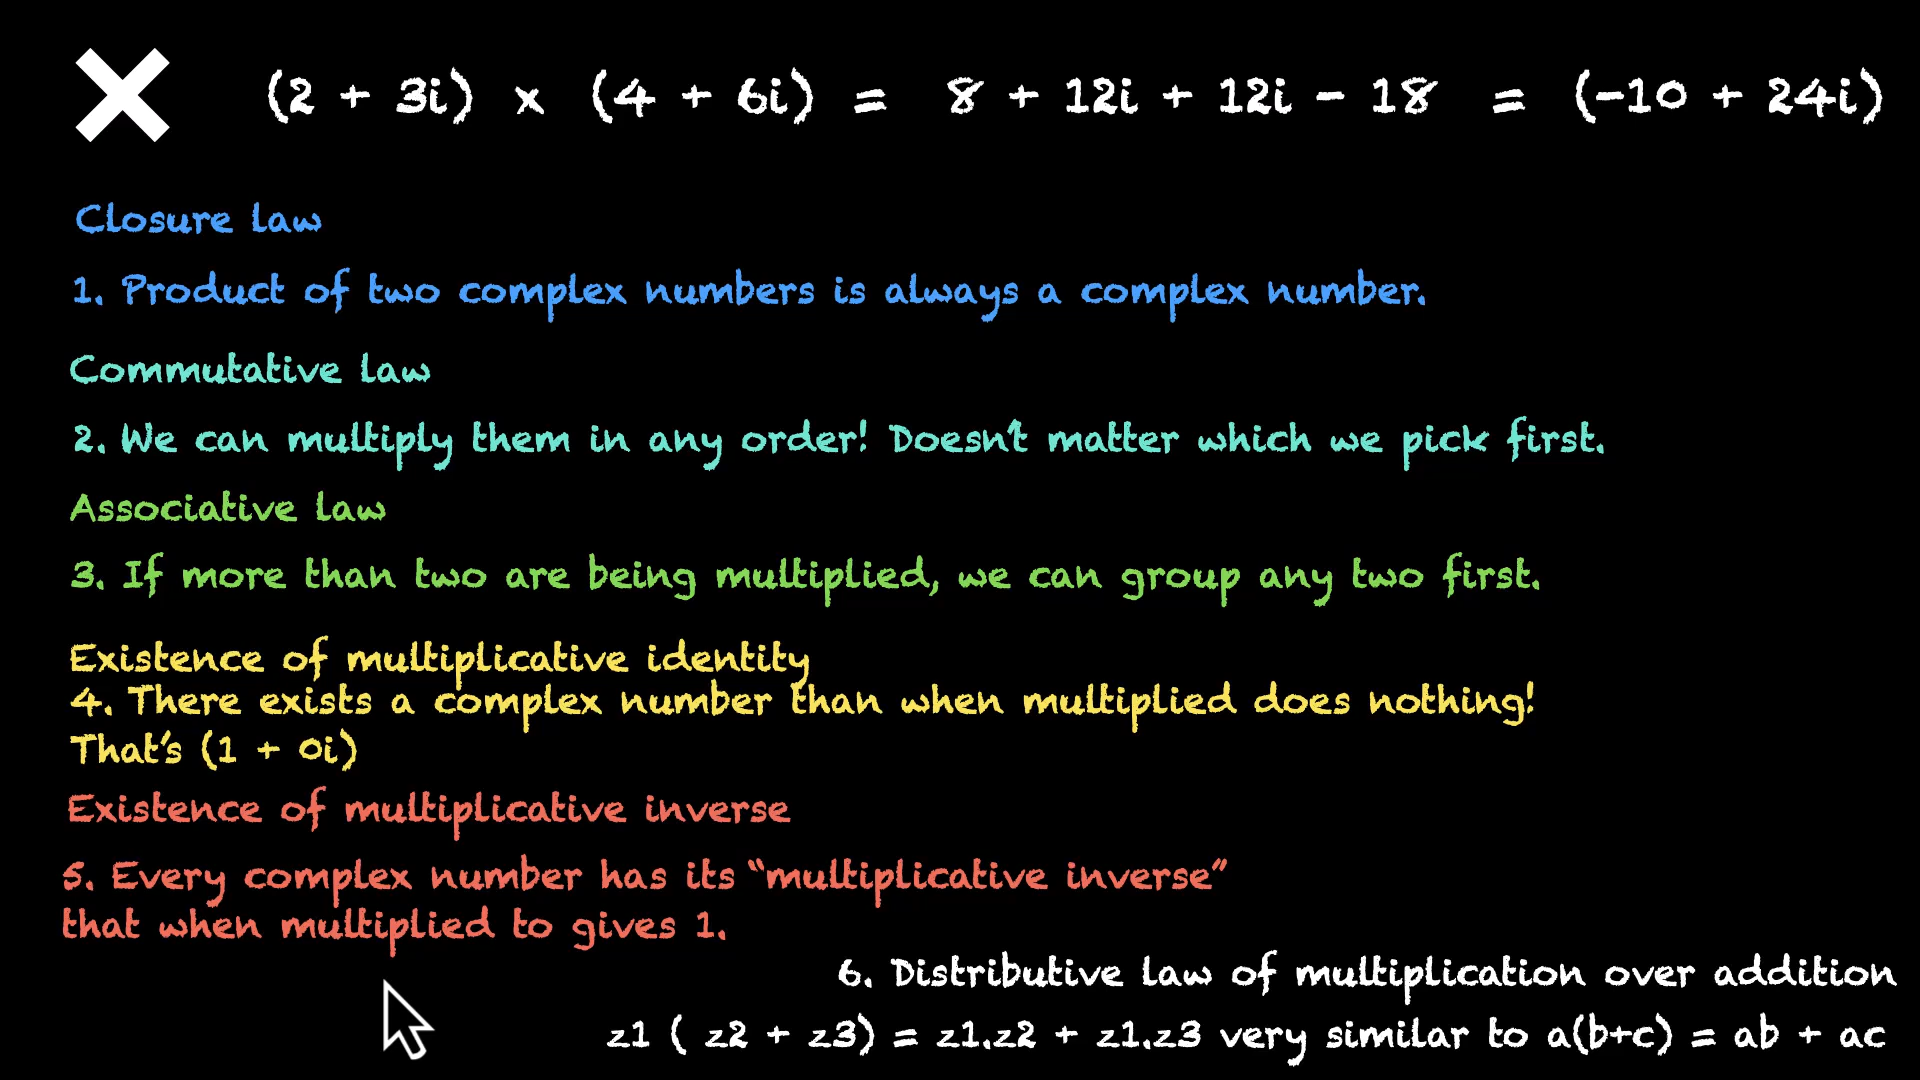 × (2 + 3i) x (4 + 6i) = 8 + 12i + 12i - 18 = (-10 + 24i)
Closure law
1. Product of two complex numbers is always a complex number.
Commutative law
2. We can multiply them in any order! Doesn't matter which we pick first.
Associative law
3. If more than two are being multiplied, we can group any two first.
Existence of multiplicative identity
4. There exists a complex number than when multiplied does nothing!
That's (1 + 0i)
Existence of multiplicative inverse
5. Every complex number has its “multiplicative inverse”
that when multiplied to gives 1.
6. Distributive law of multiplication over addition
z1 ( z2 + z3) = z1.z2 + z1.z3 very similar to a(b+c) = ab + ac